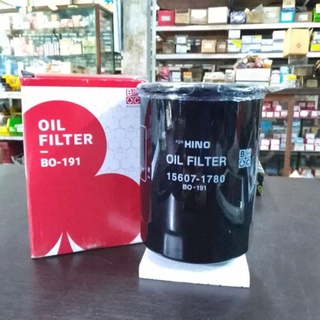 OIL
FILTER
BO-191
FOR HINO
OIL FILTER
15607-1780
BO-191